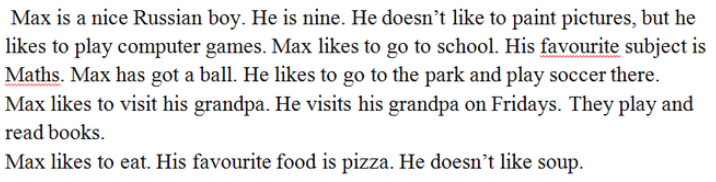 Max is a nice Russian boy. He is nine. He doesn’t like to paint pictures, but he
likes to play computer games. Max likes to go to school. His favourite subject is
Maths. Max has got a ball. He likes to go to the park and play soccer there.
Max likes to visit his grandpa. He visits his grandpa on Fridays. They play and
read books.
Max likes to eat. His favourite food is pizza. He doesn’t like soup.